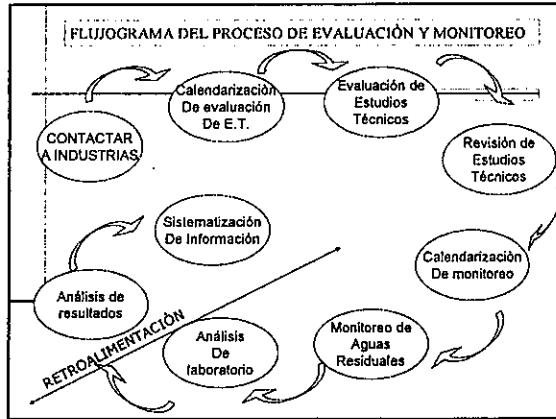 FLUJOGRAMA DEL PROCESO DE EVALUACIÓN Y MONITOREO
CONTACTAR
A INDUSTRIAS
Calendarización
De evaluación
De E.T.
Evaluación de
Estudios
Técnicos
Revisión de
Estudios
Técnicos
Calendarización
De monitoreo
Monitoreo de
Aguas
Residuales
Análisis
De
laboratorio
Análisis de
resultados
Sistematización
De Información
RETROALIMENTACIÓN